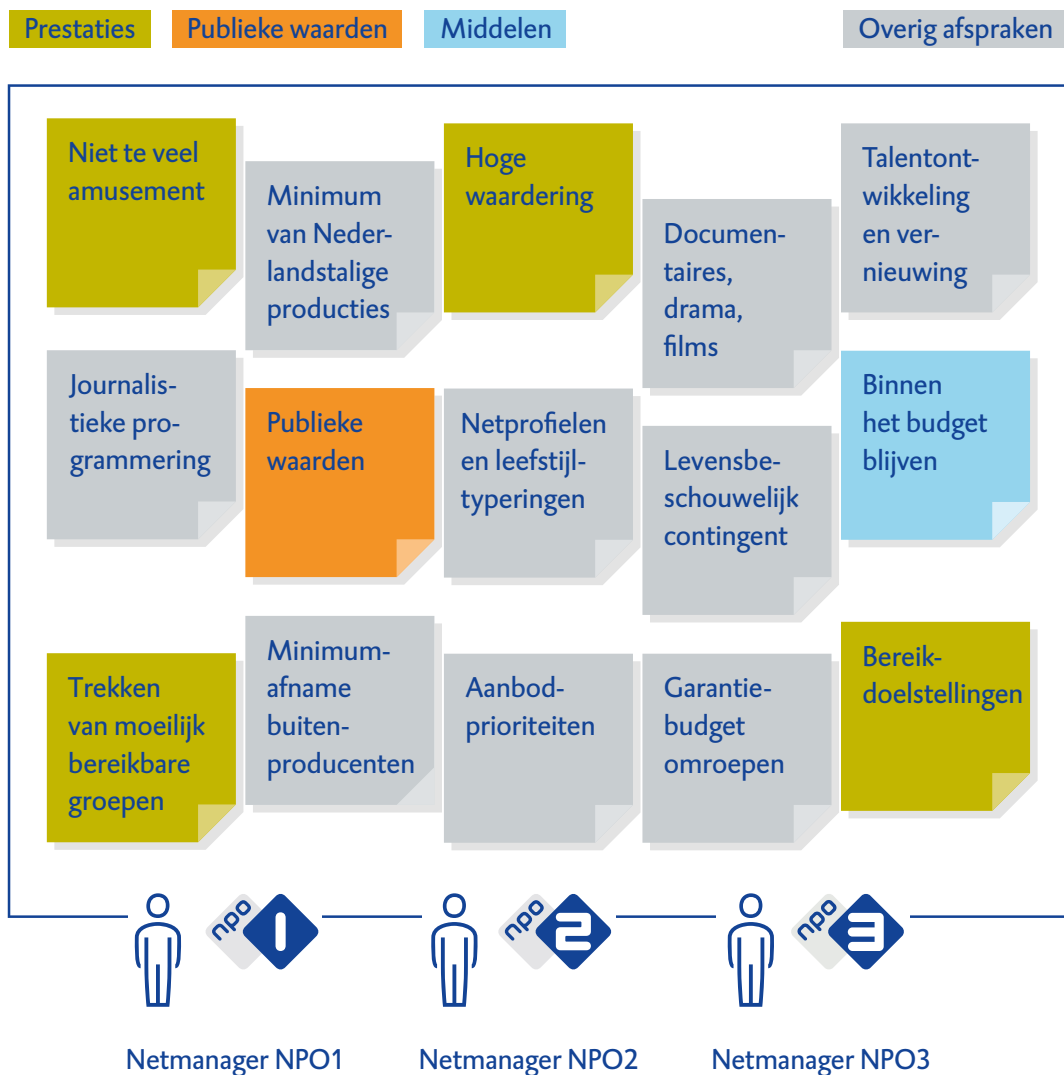 Prestaties
Publieke waarden
Middelen
Overig afspraken
Niet te veel
amusement
Minimum
van Neder-
landstalige
producties
Hoge
waardering
Documen-
taires,
drama,
films
Talentont-
wikkeling
en ver-
nieuwing
Journalis-
tieke pro-
grammering
Publieke
waarden
Netprofielen
en leefstijl-
typeringen
Levensbe-
schouwelijk
contingent
Binnen
het budget
blijven
Trekken
van moeilijk
bereikbare
groepen
Minimum-
afname
buiten-
producenten
Aanbod-
prioriteiten
Garantie-
budget
omroepen
Bereik-
doelstellingen
npo 1
npo 2
npo 3
Netmanager NPO1
Netmanager NPO2
Netmanager NPO3